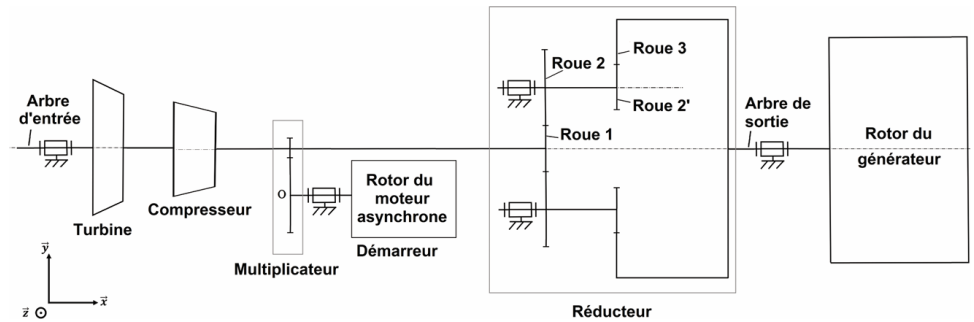 Roue 3
Roue 2
Roue 2'
Arbre
d'entrée
Arbre de
sortie
Roue 1
Rotor du
générateur
Rotor du
moteur
asynchrone
O
Compresseur
Turbine
Démarreur
Multiplicateur
Réducteur
y
x
z